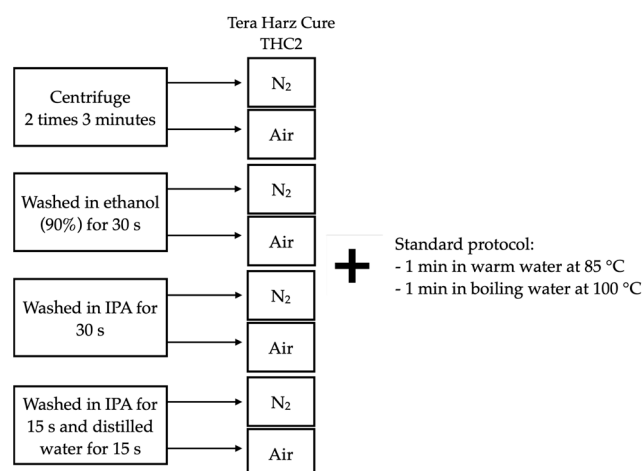 Tera Harz Cure
THC2
Centrifuge
2 times 3 minutes
N₂
Air
Washed in ethanol
(90%) for 30 s
N₂
Air
Washed in IPA for
30 s
N₂
Air
Washed in IPA for
15 s and distilled
water for 15 s
N₂
Air
+
Standard protocol:
- 1 min in warm water at 85 °C
- 1 min in boiling water at 100 °C